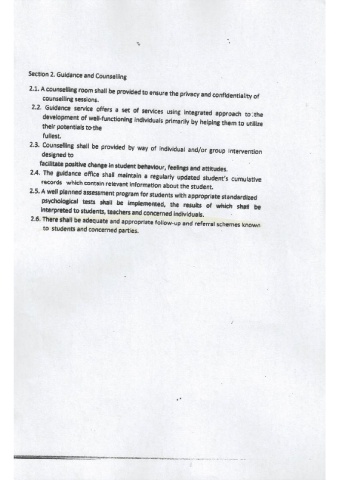 Section 2. Guidance and Counselling
2.1. A counselling room shall be provided to ensure the privacy and confidentiality of
counselling sessions.
2.2. Guidance service offers a set of services using integrated approach to the
development of well-functioning individuals primarily by helping them to utilize
their potentials to the
fullest.
2.3. Counselling shall be provided by way of individual and/or group intervention
designed to
facilitate positive change in student behaviour, feelings and attitudes.
2.4. The guidance office shall maintain a regularly updated student's cumulative
records which contain relevant information about the student.
2.5. A well planned assessment program for students with appropriate standardized
psychological tests shall be implemented, the results of which shall be
interpreted to students, teachers and concerned individuals.
2.6. There shall be adequate and appropriate follow-up and referral schemes known
to students and concerned parties.